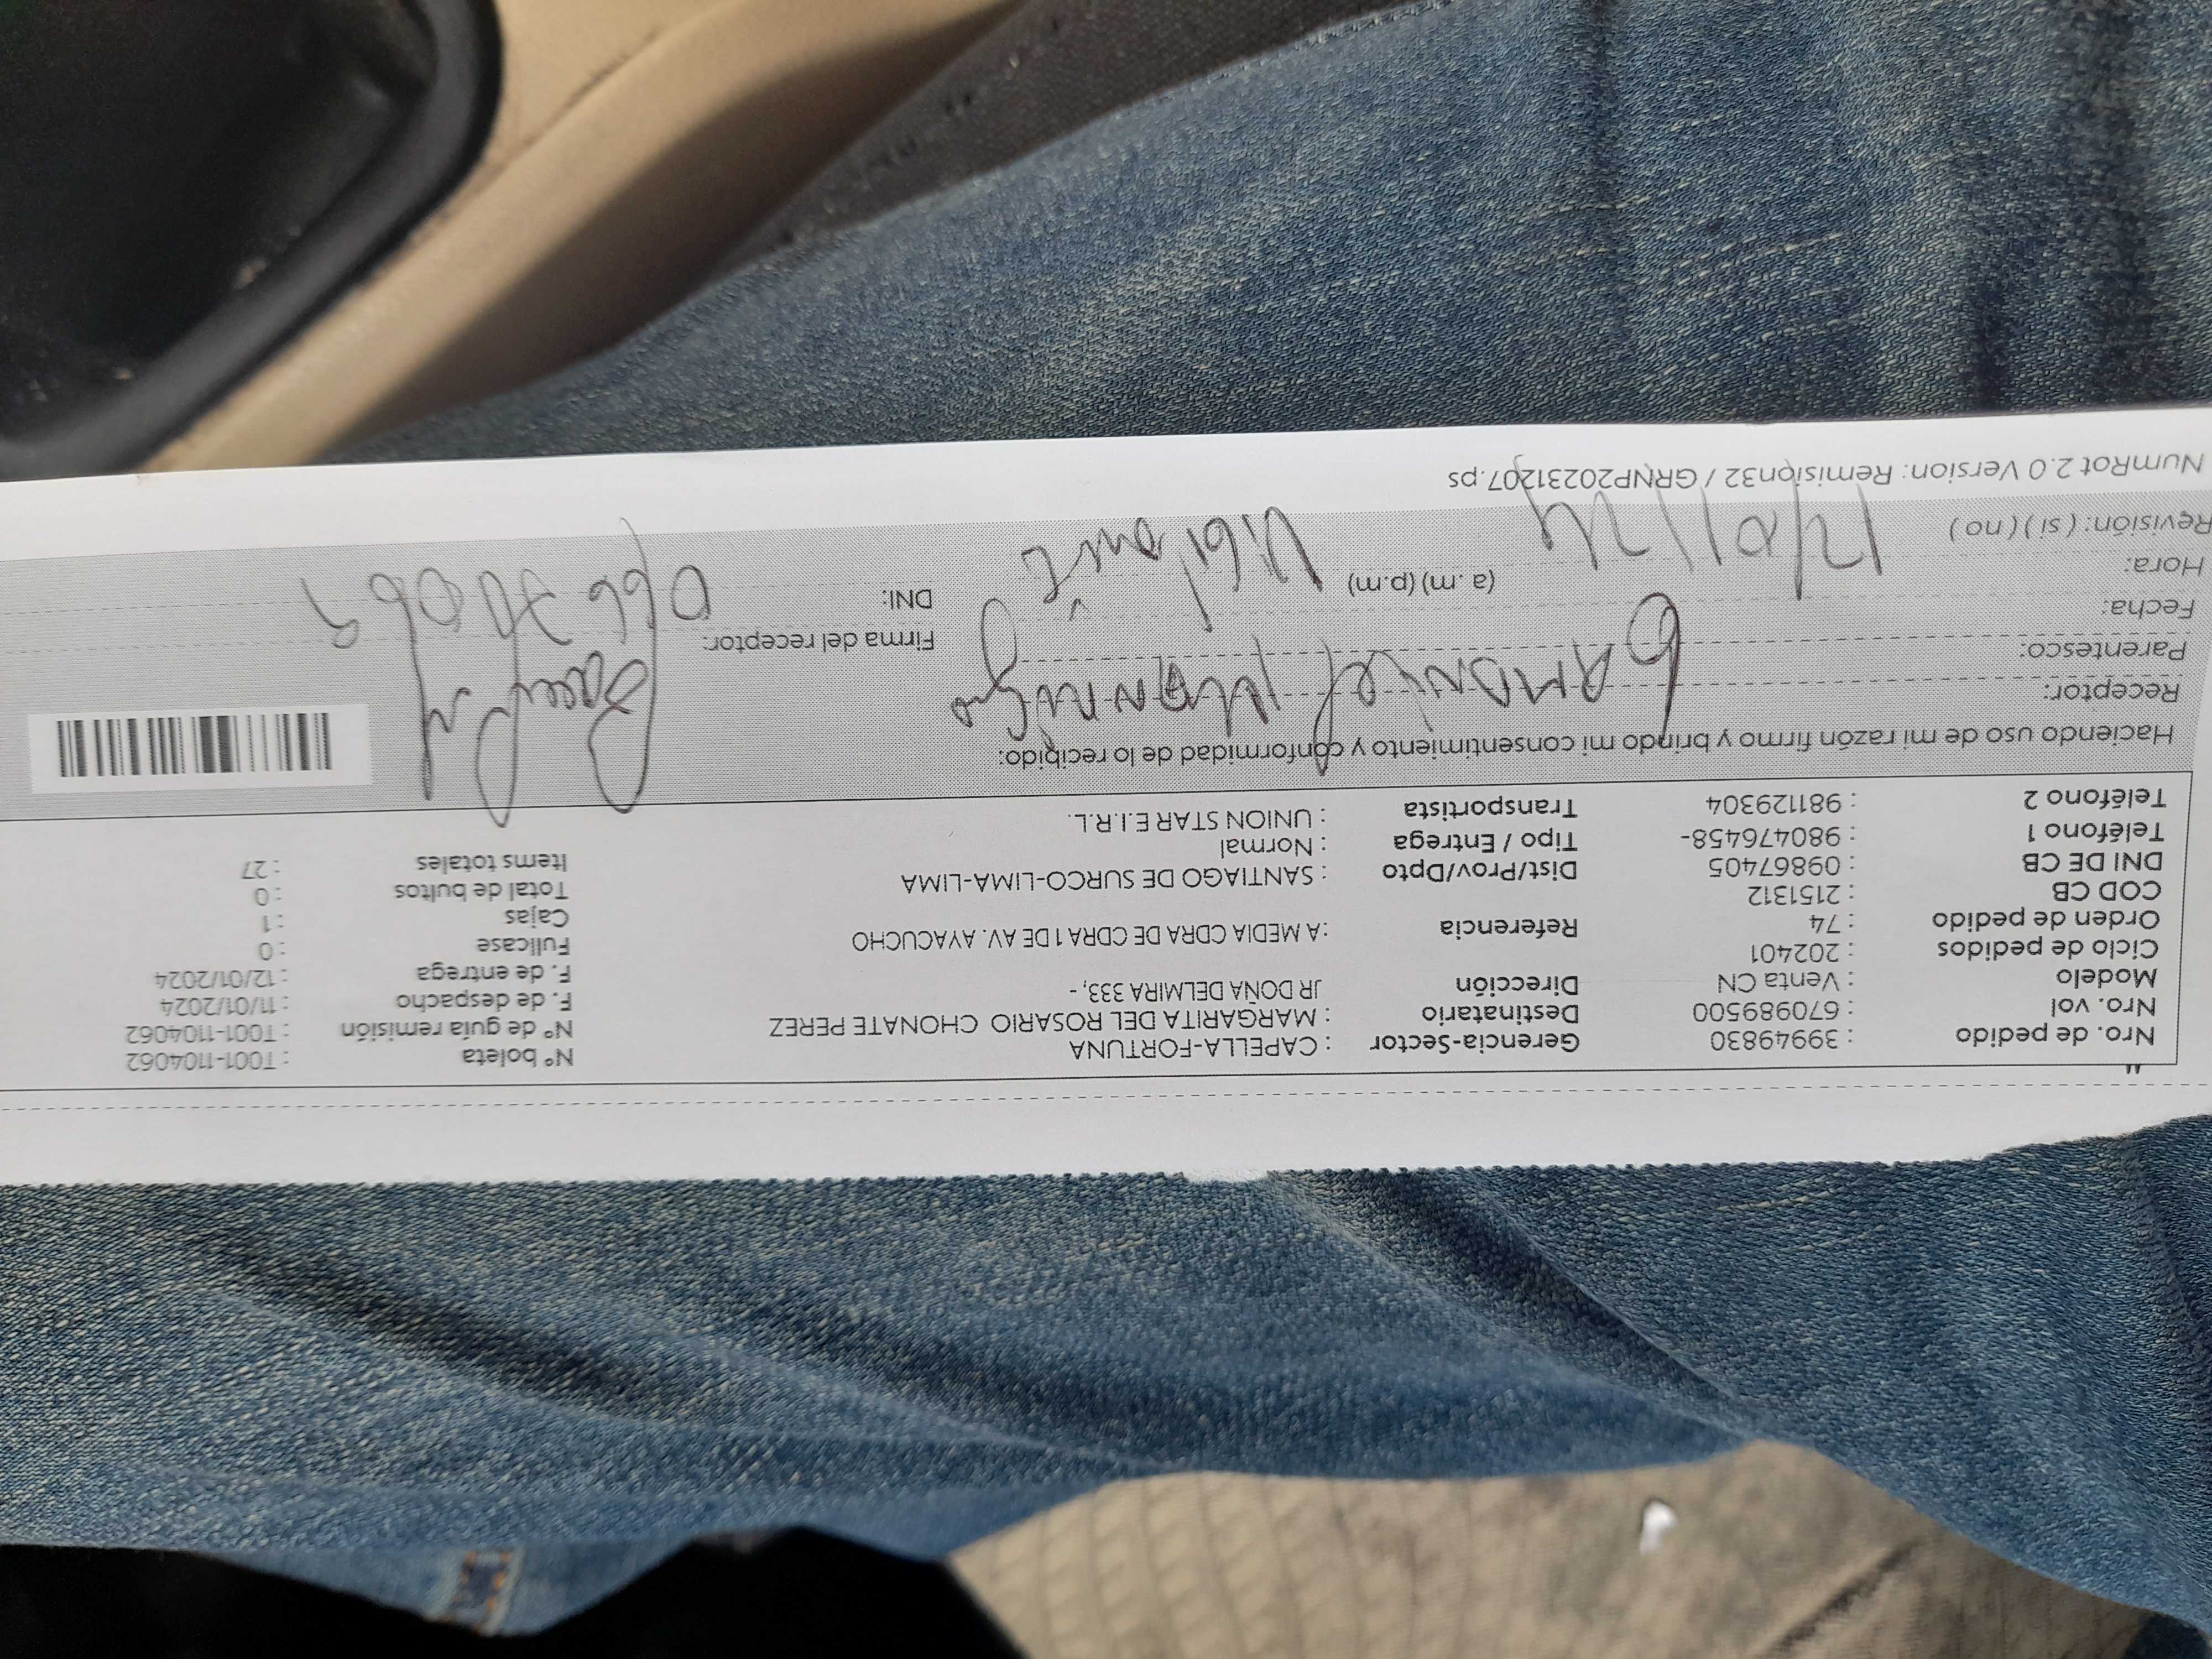 Nro. de pedido : 39949830 Gerencia-Sector : CAPELLA-FORTUNA Nº boleta : T001-1104062
Nro. vol : 670989500 Destinatario : MARGARITA DEL ROSARIO CHONATE PEREZ Nº de guía remisión : T001-1104062
Modelo : Venta CN Dirección JR DOÑA DELMIRA 333, - F. de despacho : 11/01/2024
Ciclo de pedidos : 202401 F. de entrega : 12/01/2024
Orden de pedido : 74 Referencia : A MEDIA CDRA DE CDRA 1 DE AV. AYACUCHO Fullcase : 0
COD CB : 2151312 Cajas : 1
DNI DE CB : 09867405 Dist/Prov/Dpto : SANTIAGO DE SURCO-LIMA-LIMA Total de bultos : 0
Teléfono 1 : 980476458- Tipo / Entrega : Normal Items totales : 27
Teléfono 2 : 981129304 Transportista : UNION STAR E.I.R.L.
Haciendo uso de mi razón firmo y brindo mi consentimiento y conformidad de lo recibido:
Receptor:
Parentesco: Firma del receptor:
Fecha: 12/01/24 DNI:
Hora: (a. m) (p.m)
Revisión: ( si ) ( no )
NumRot 2.0 Version: Remision32 / GRNP20231207.ps